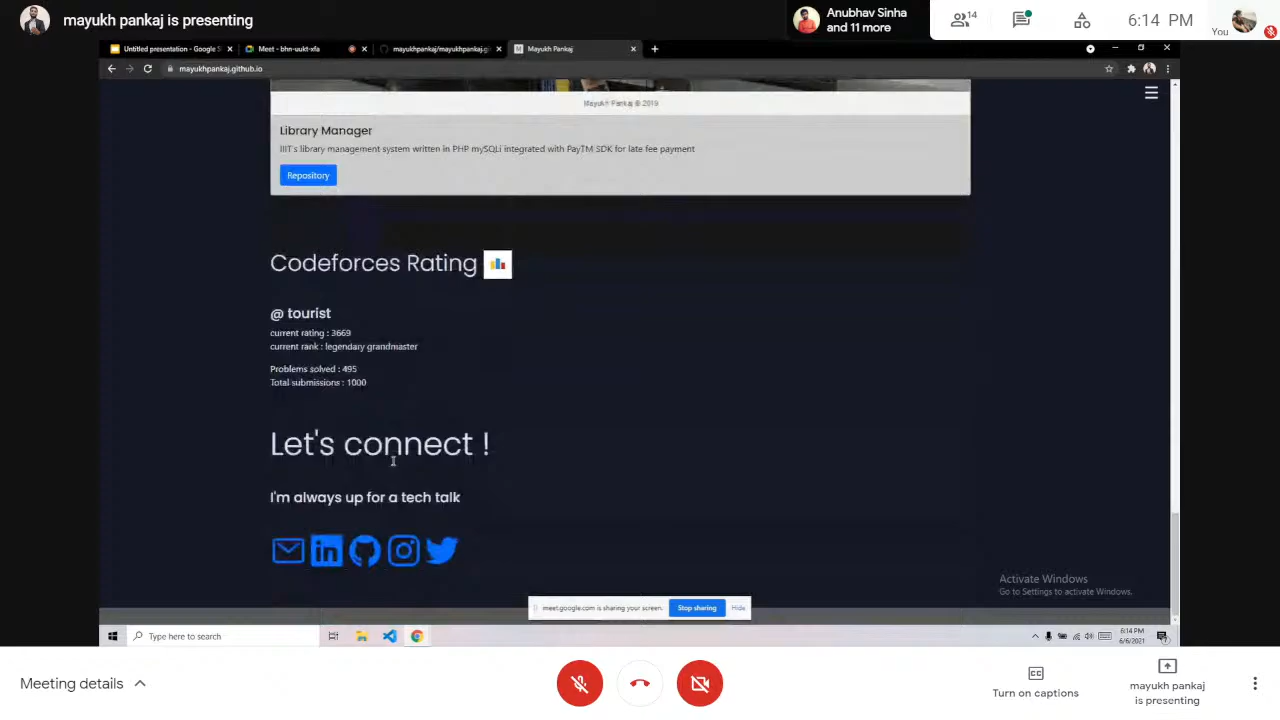 mayukh pankaj is presenting
Anubhav Sinha
and 11 more
14
6:14 PM
You
Untitled presentation - Google S
Meet - bhn-uukt-xfa
mayukhpankaj/mayukhpankaj.g
M
Mayukh Pankaj
mayukhpankaj.github.io
Mayukh Pankaj @ 2019
Library Manager
IIIT's library management system written in PHP mySQLi integrated with PayTM SDK for late fee payment
Repository
Codeforces Rating
@ tourist
current rating : 3669
current rank : legendary grandmaster
Problems solved : 495
Total submissions : 1000
Let's connect !
I'm always up for a tech talk
in
Activate Windows
Go to Settings to activate Windows.
meet.google.com is sharing your screen.
Stop sharing
Hide
Type here to search
6:14 PM
6/6/2021
Meeting details
CC
Turn on captions
mayukh pankaj
is presenting